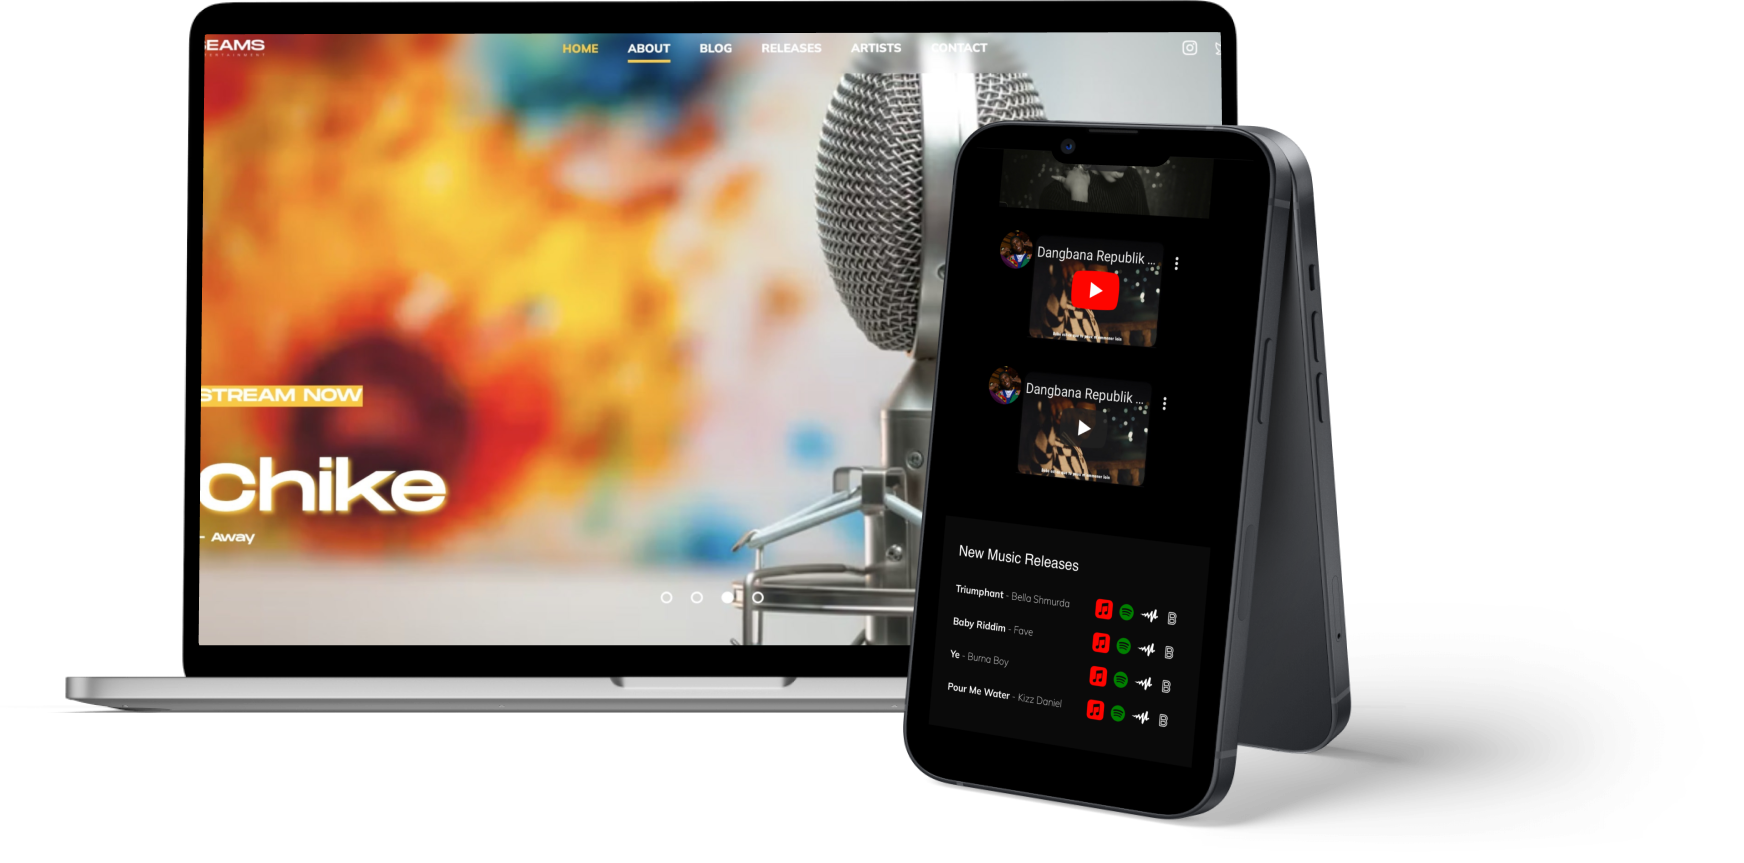 BEAMS
HOME ABOUT BLOG RELEASES ARTISTS CONTACT
STREAM NOW
Chike
- Away
Dangbana Republik ...
Dangbana Republik ...
New Music Releases
Triumphant - Bella Shmurda
Baby Riddim - Fave
Ye - Burna Boy
Pour Me Water - Kizz Daniel